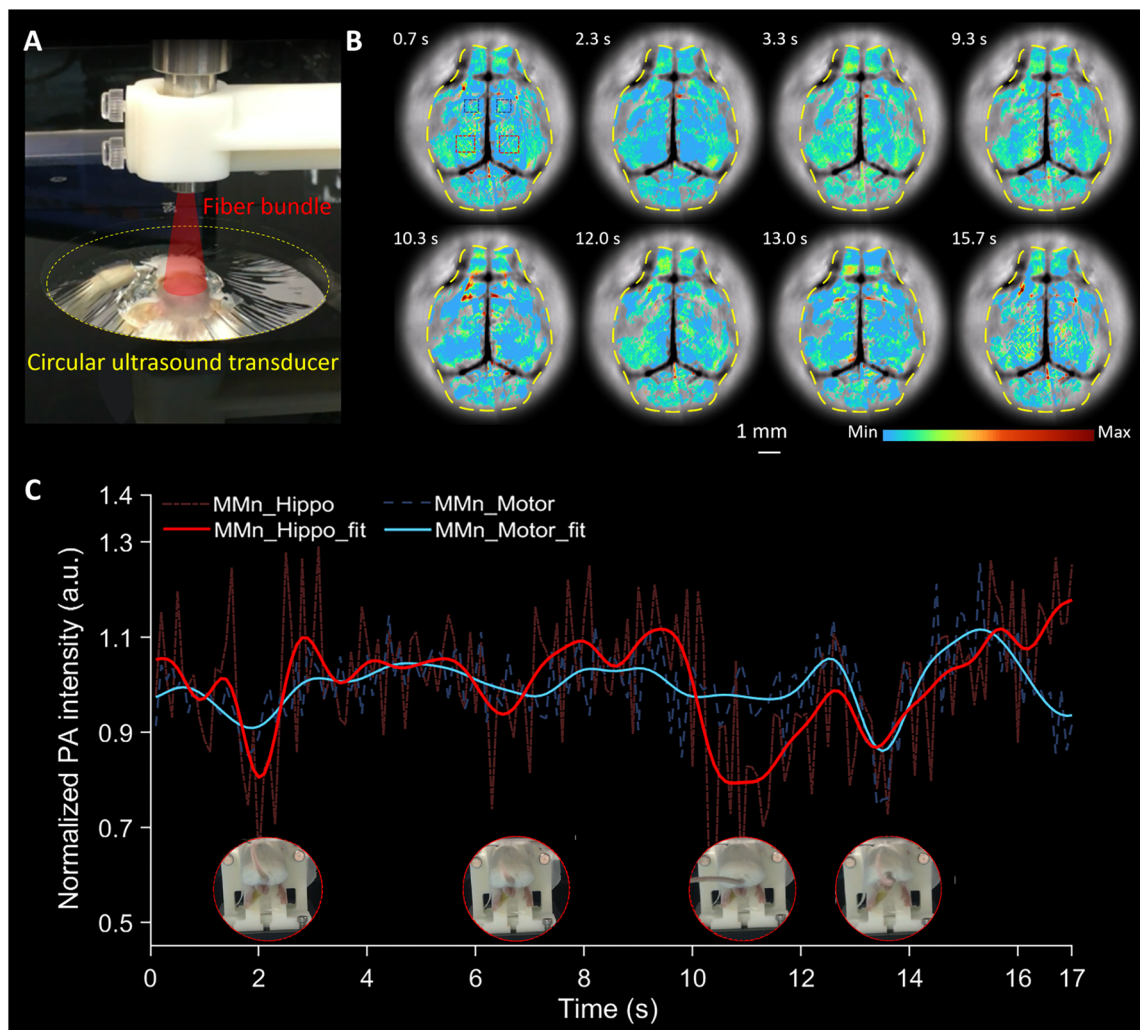 A
Fiber bundle
Circular ultrasound transducer
B
0.7 s
2.3 s
3.3 s
9.3 s
10.3 s
12.0 s
13.0 s
15.7 s
1 mm
Min
Max
C
MMn_Hippo
MMn_Motor
MMn_Hippo_fit
MMn_Motor_fit
Normalized PA intensity (a.u.)
1.4
1.3
1.1
0.9
0.7
0.5
0
2
4
6
8
10
12
14
16
17
Time (s)